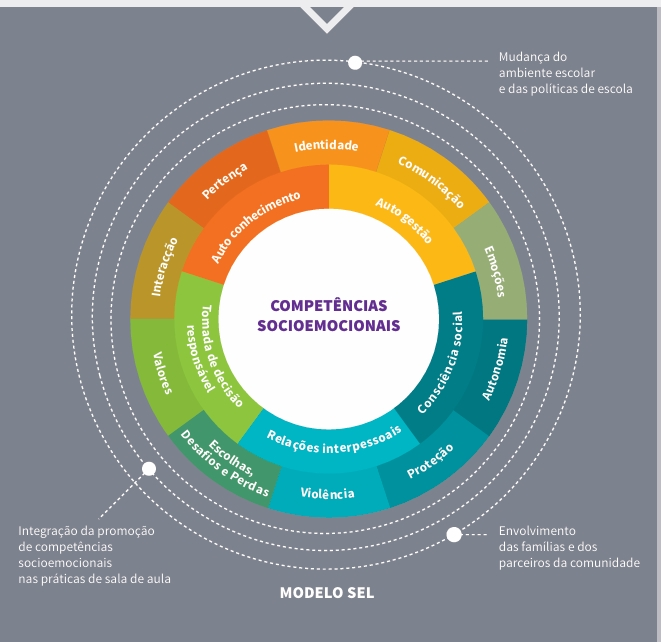 Mudança do
ambiente escolar
e das políticas de escola
Identidade
Comunicação
Emoções
Autonomia
Proteção
Violência
Escolhas,
Desafios e Perdas
Valores
Interacção
Pertença
Auto conhecimento
Auto gestão
Consciência social
Relações interpessoais
Tomada de decisão
responsável
COMPETÊNCIAS
SOCIOEMOCIONAIS
Integração da promoção
de competências
socioemocionais
nas práticas de sala de aula
Envolvimento
das famílias e dos
parceiros da comunidade
MODELO SEL